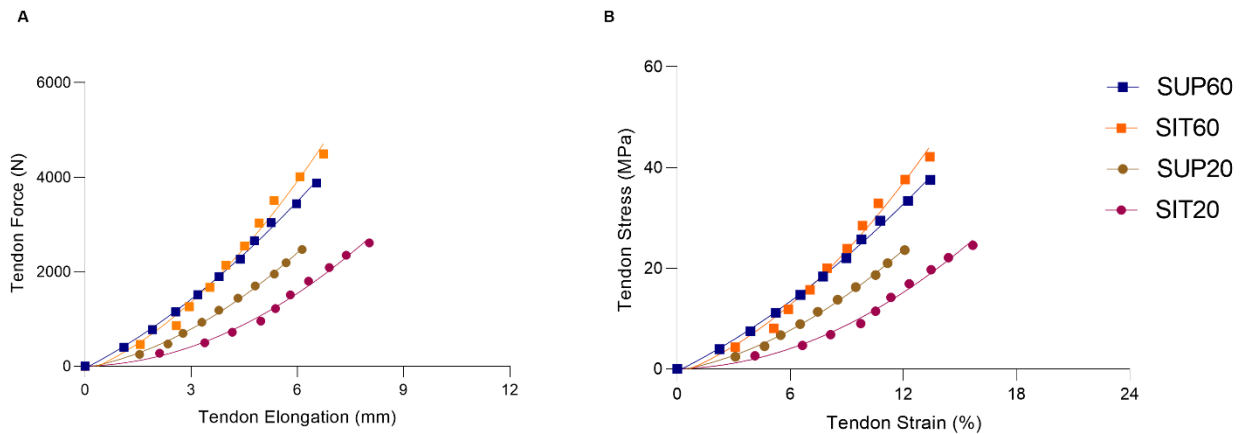 A
Tendon Force (N)
6000
4000
2000
0
0 3 6 9 12
Tendon Elongation (mm)
B
Tendon Stress (MPa)
60
40
20
0
0 6 12 18 24
Tendon Strain (%)
SUP60
SIT60
SUP20
SIT20